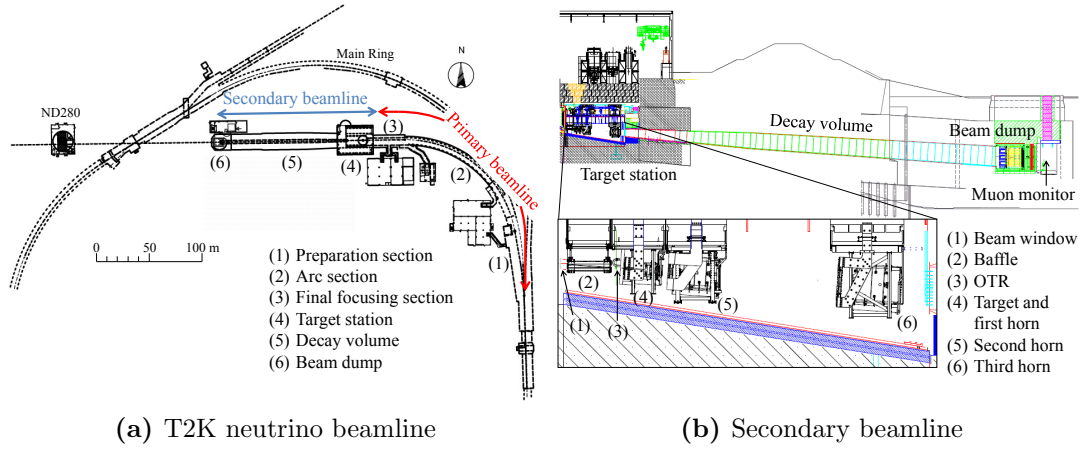 Main Ring
N
ND280
Secondary beamline
Primary beamline
(3)
(6)
(5)
(4)
(2)
(1)
0 50 100 m
(1) Preparation section
(2) Arc section
(3) Final focusing section
(4) Target station
(5) Decay volume
(6) Beam dump
(a) T2K neutrino beamline
Decay volume
Beam dump
Target station
Muon monitor
(2)
(4)
(5)
(1)
(3)
(6)
(1) Beam window
(2) Baffle
(3) OTR
(4) Target and
first horn
(5) Second horn
(6) Third horn
(b) Secondary beamline